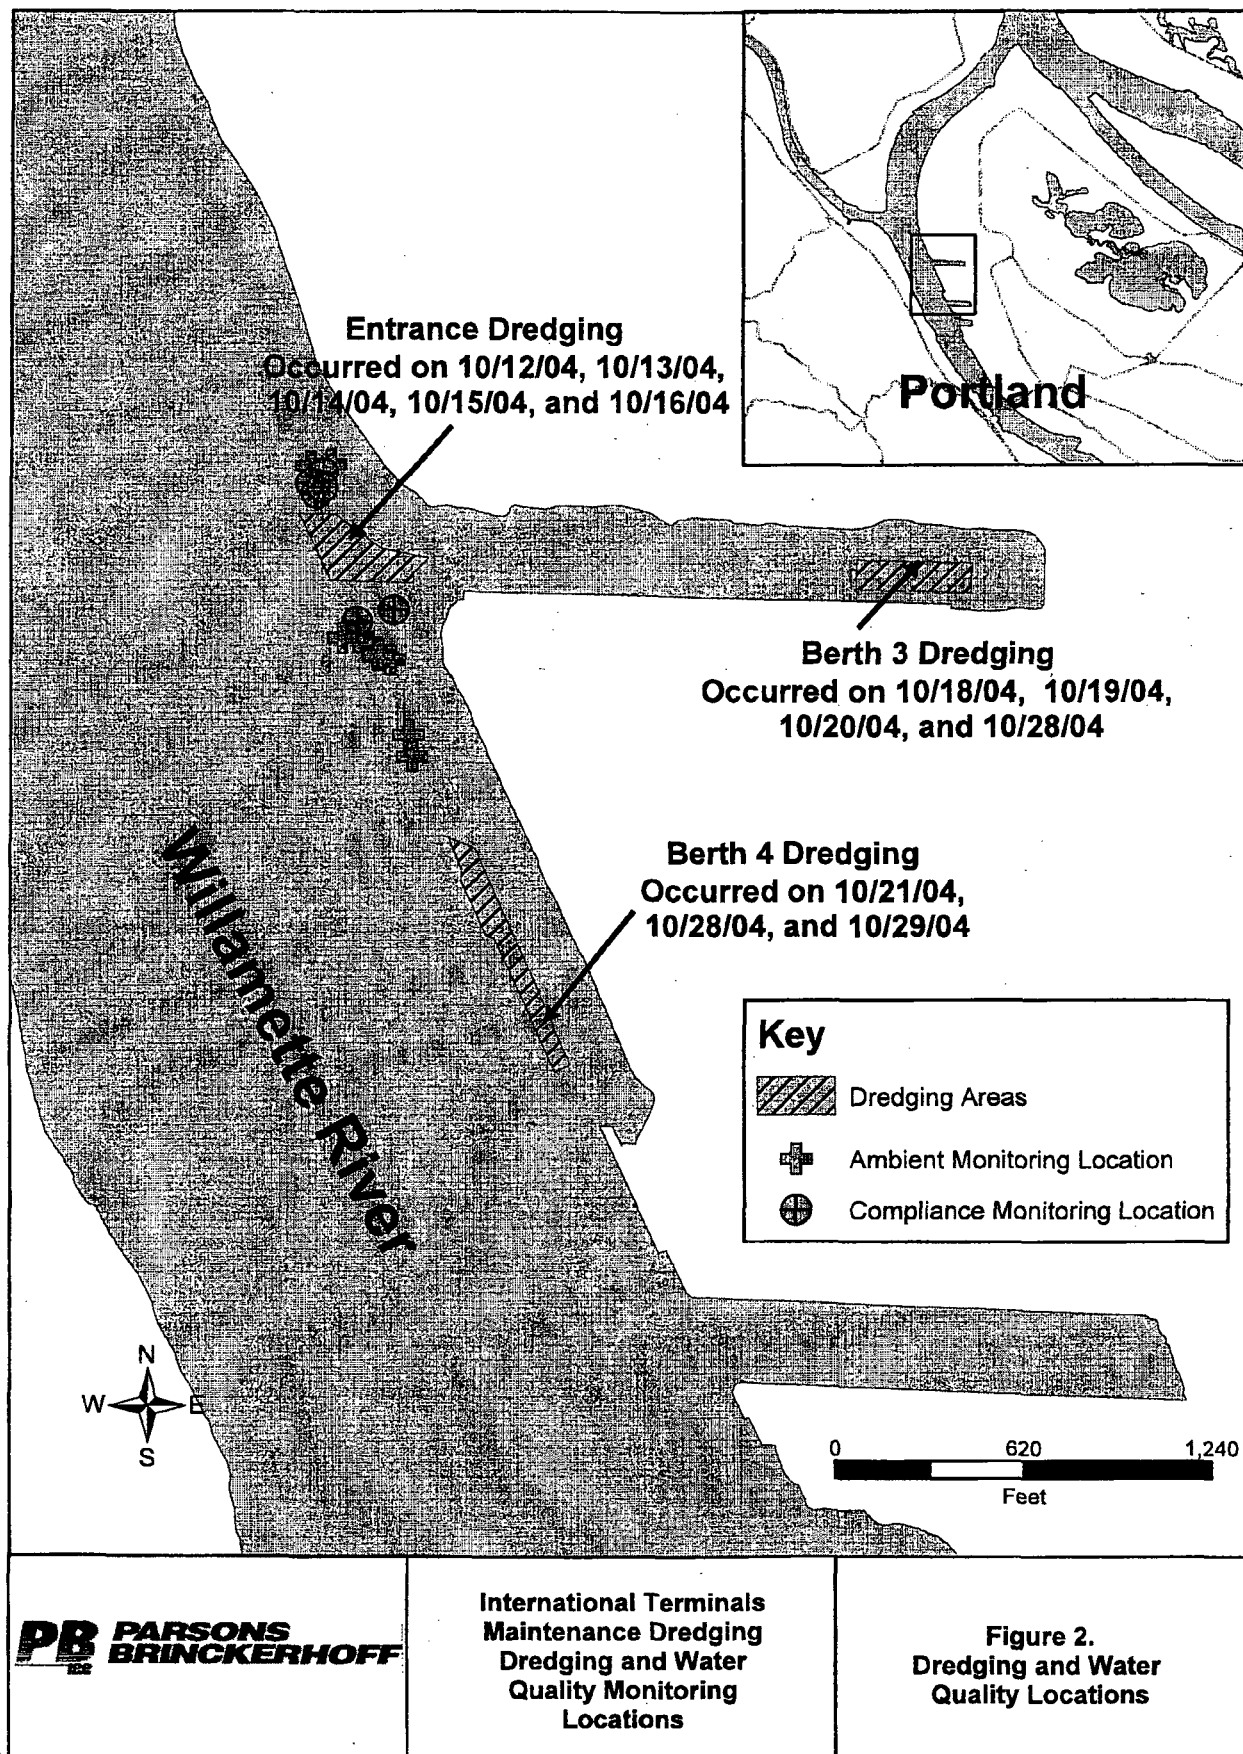 Portland
Entrance Dredging
Occurred on 10/12/04, 10/13/04,
10/14/04, 10/15/04, and 10/16/04
Berth 3 Dredging
Occurred on 10/18/04, 10/19/04,
10/20/04, and 10/28/04
Berth 4 Dredging
Occurred on 10/21/04,
10/28/04, and 10/29/04
Willamette River
Key
Dredging Areas
Ambient Monitoring Location
Compliance Monitoring Location
N
W E
S
0 620 1,240
Feet
PB PARSONS
BRINCKERHOFF
International Terminals
Maintenance Dredging
Dredging and Water
Quality Monitoring
Locations
Figure 2.
Dredging and Water
Quality Locations